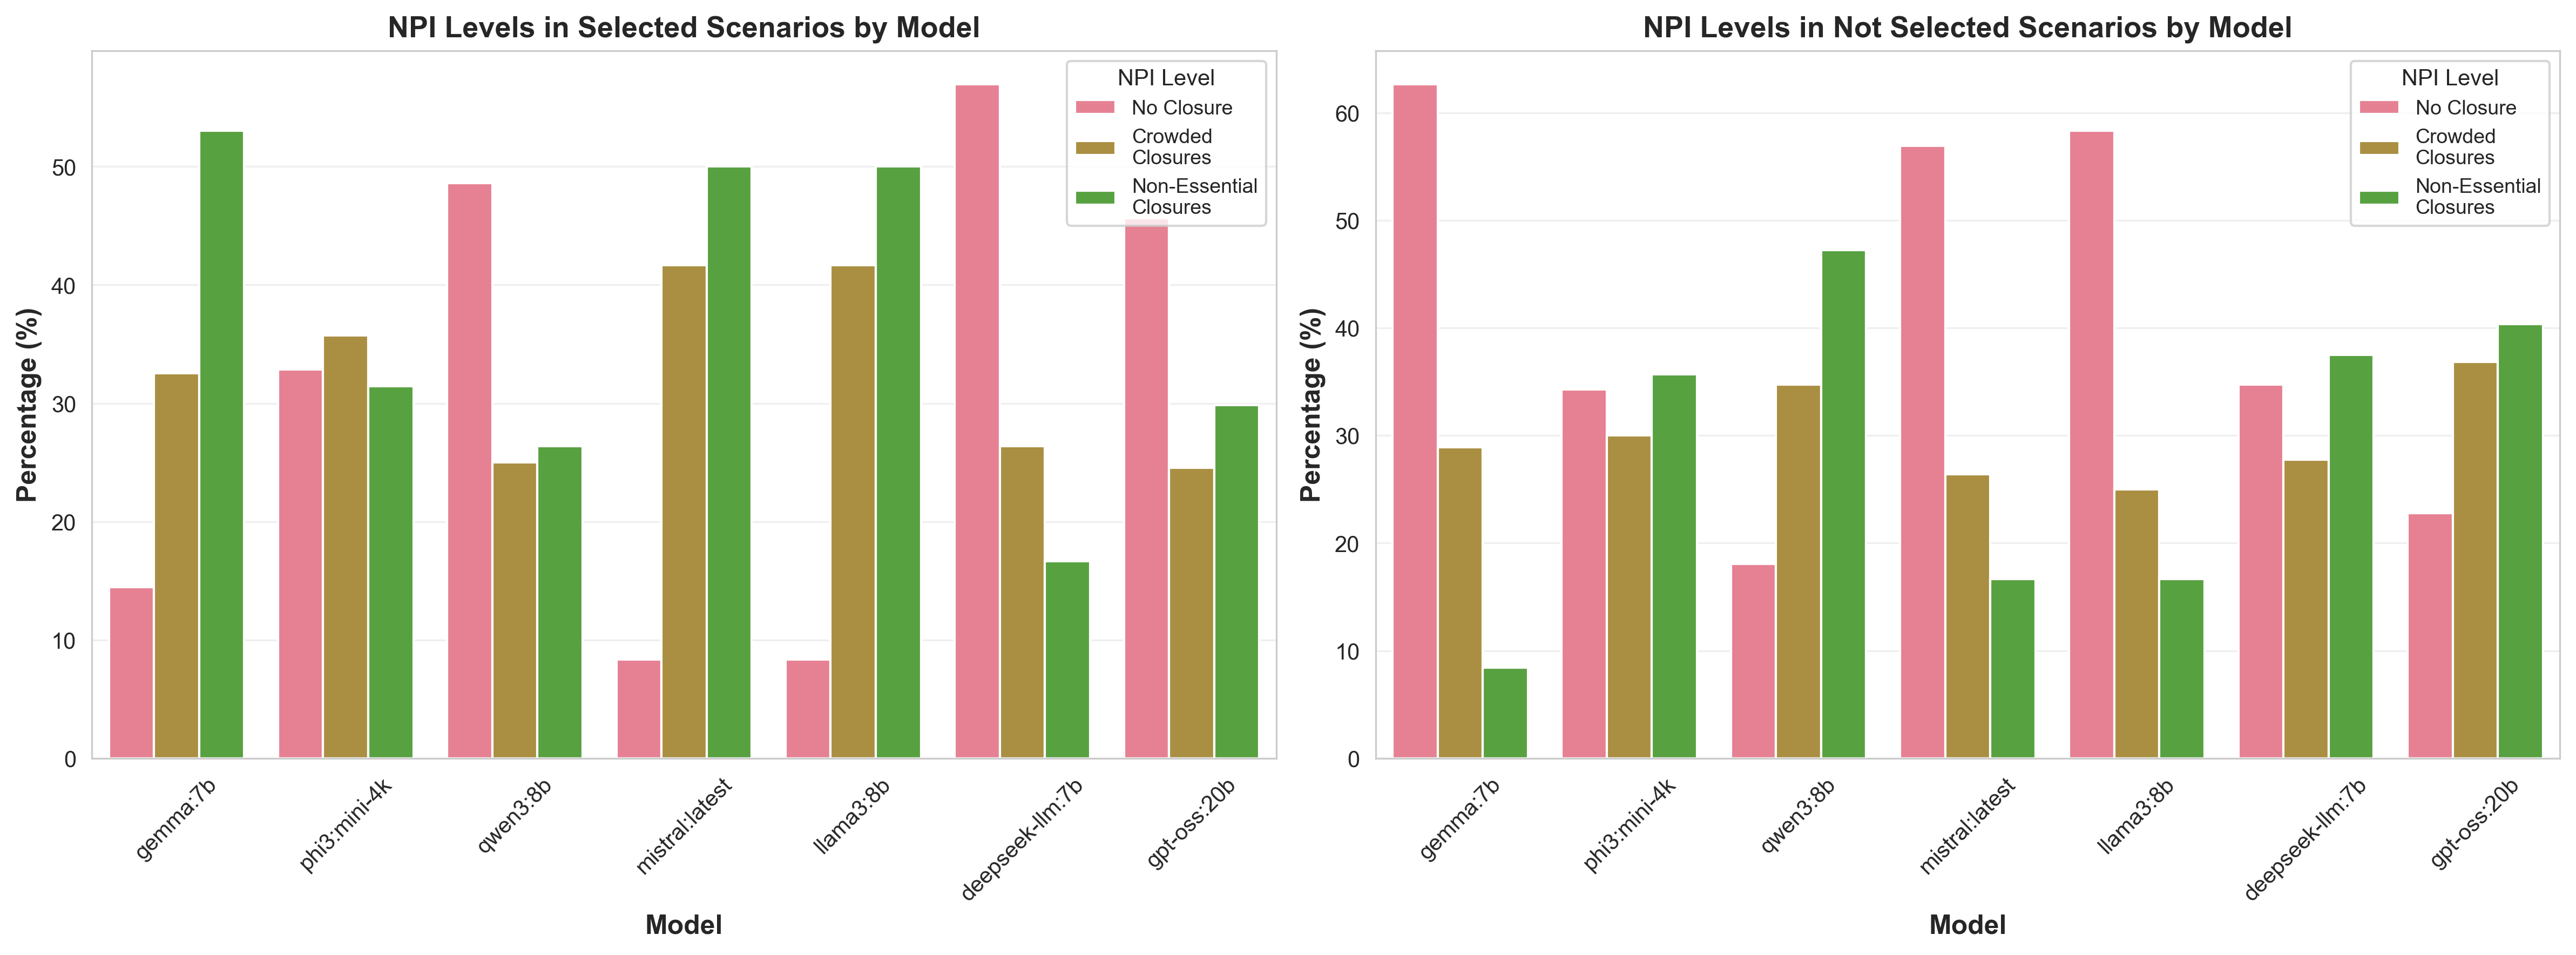 NPI Levels in Selected Scenarios by Model
Percentage (%)
50
40
30
20
10
0
NPI Level
No Closure
Crowded
Closures
Non-Essential
Closures
gemma:7b
phi3:mini-4k
qwen3:8b
mistral:latest
llama3:8b
deepseek-llm:7b
gpt-oss:20b
Model
NPI Levels in Not Selected Scenarios by Model
Percentage (%)
60
50
40
30
20
10
0
NPI Level
No Closure
Crowded
Closures
Non-Essential
Closures
gemma:7b
phi3:mini-4k
qwen3:8b
mistral:latest
llama3:8b
deepseek-llm:7b
gpt-oss:20b
Model